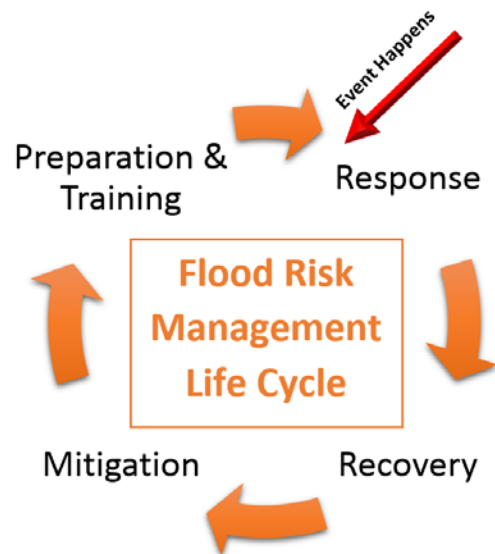 Event Happens
Preparation &
Training
Response
Flood Risk
Management
Life Cycle
Mitigation
Recovery